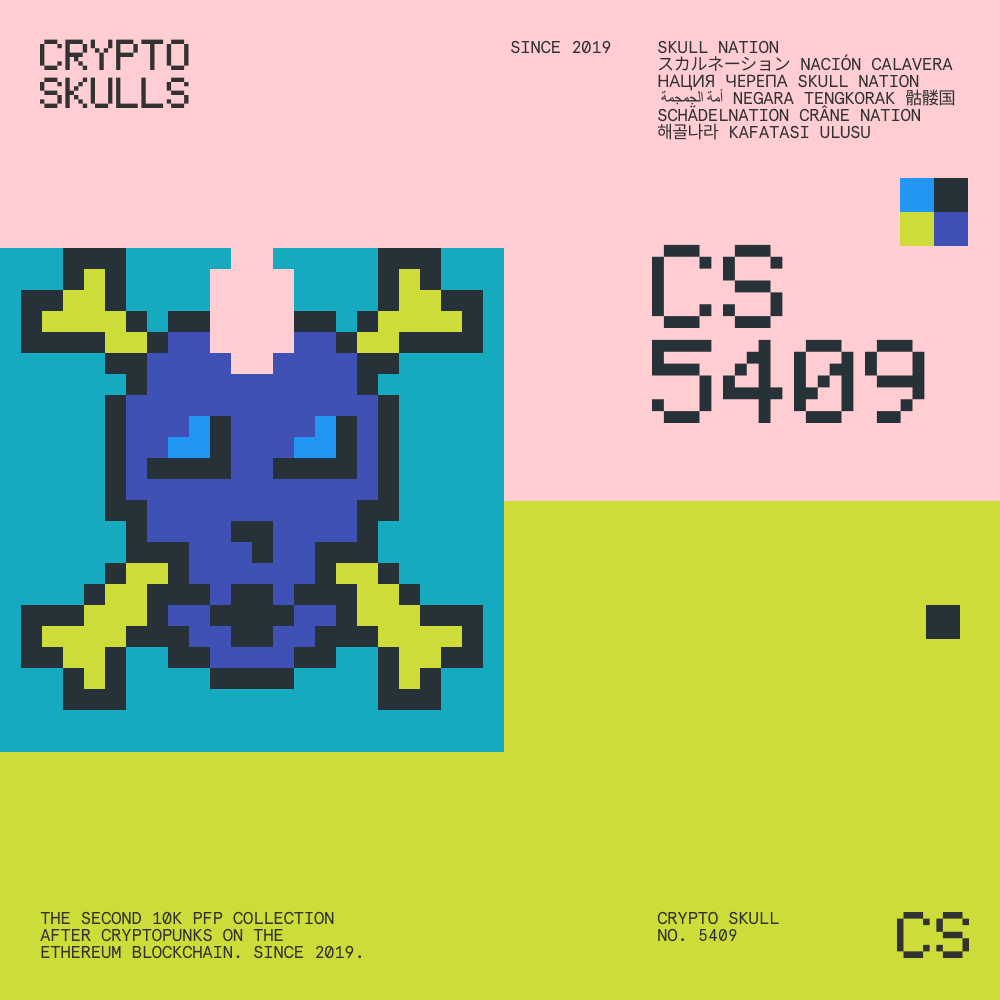 CRYPTO
SKULLS
SINCE 2019
SKULL NATION
スカルネーション NACIÓN CALAVERA
НАЦИЯ ЧЕРЕПА SKULL NATION
أمة الجمجمة NEGARA TENGKORAK 骷髅国
SCHÄDELNATION CRÂNE NATION
해골나라 KAFATASI ULUSU
CS
5409
THE SECOND 10K PFP COLLECTION
AFTER CRYPTOPUNKS ON THE
ETHEREUM BLOCKCHAIN. SINCE 2019.
CRYPTO SKULL
NO. 5409
CS